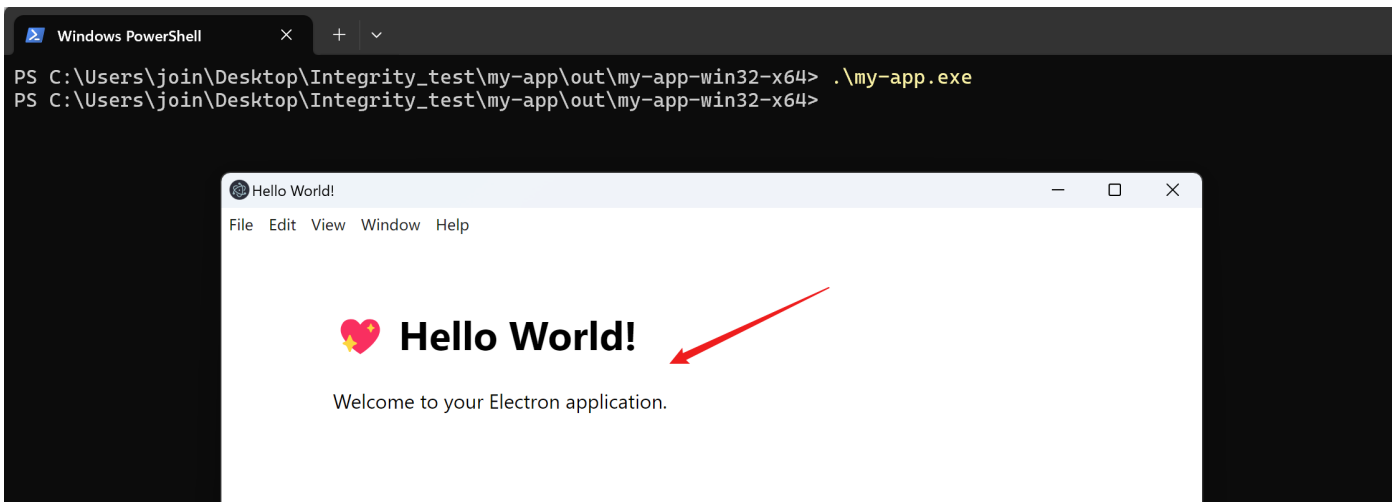 Windows PowerShell
PS C:\Users\join\Desktop\Integrity_test\my-app\out\my-app-win32-x64> .\my-app.exe
PS C:\Users\join\Desktop\Integrity_test\my-app\out\my-app-win32-x64>
Hello World!
File Edit View Window Help
💖 Hello World!
Welcome to your Electron application.